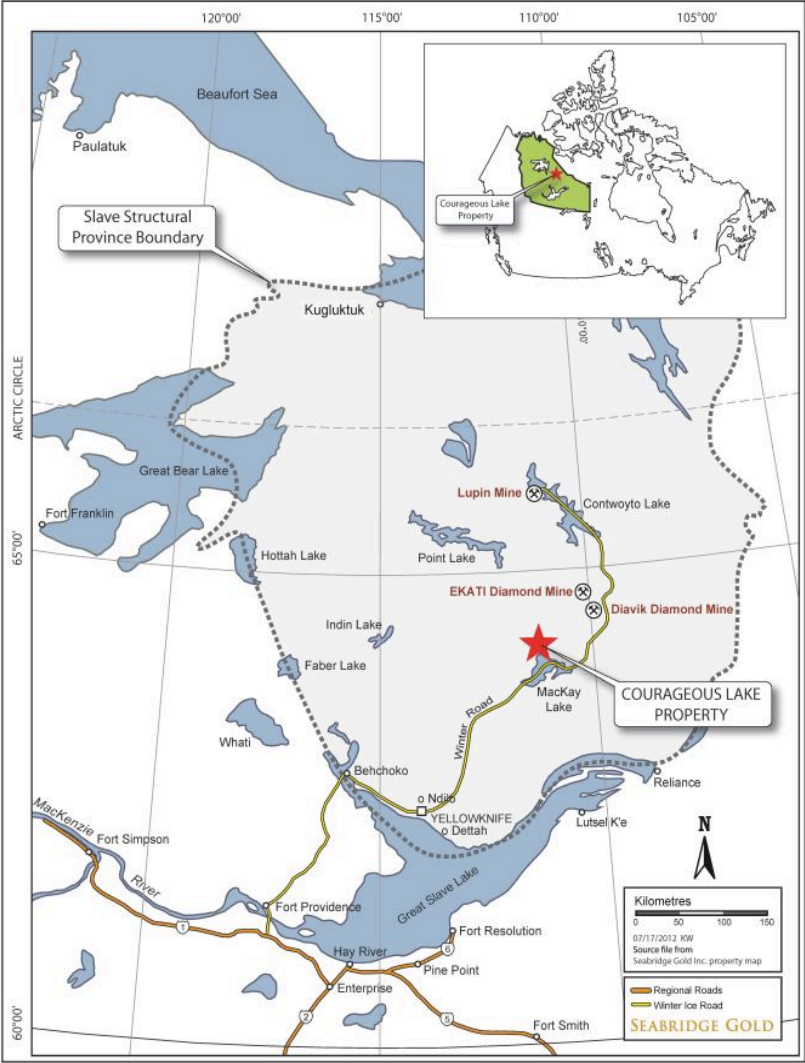 120°00'
115°00'
110°00'
105°00'
Beaufort Sea
Paulatuk
Courageous Lake
Property
Slave Structural
Province Boundary
Kugluktuk
110°00'
ARCTIC CIRCLE
Great Bear Lake
Lupin Mine
Contwoyto Lake
Fort Franklin
65°00'
Hottah Lake
Point Lake
EKATI Diamond Mine
Diavik Diamond Mine
Indin Lake
Faber Lake
COURAGEOUS LAKE
PROPERTY
MacKay
Lake
Winter Road
Whati
Behchoko
Reliance
Ndilo
YELLOWKNIFE
Dettah
Lutsel K'e
MacKenzie
River
Fort Simpson
N
Great Slave Lake
Fort Providence
Kilometres
0 50 100 150
07/17/2012 KW
Source file from
Seabridge Gold Inc. property map
1
Fort Resolution
6
Hay River
Pine Point
Enterprise
Regional Roads
Winter Ice Road
SEABRIDGE GOLD
2
5
Fort Smith
60°00'